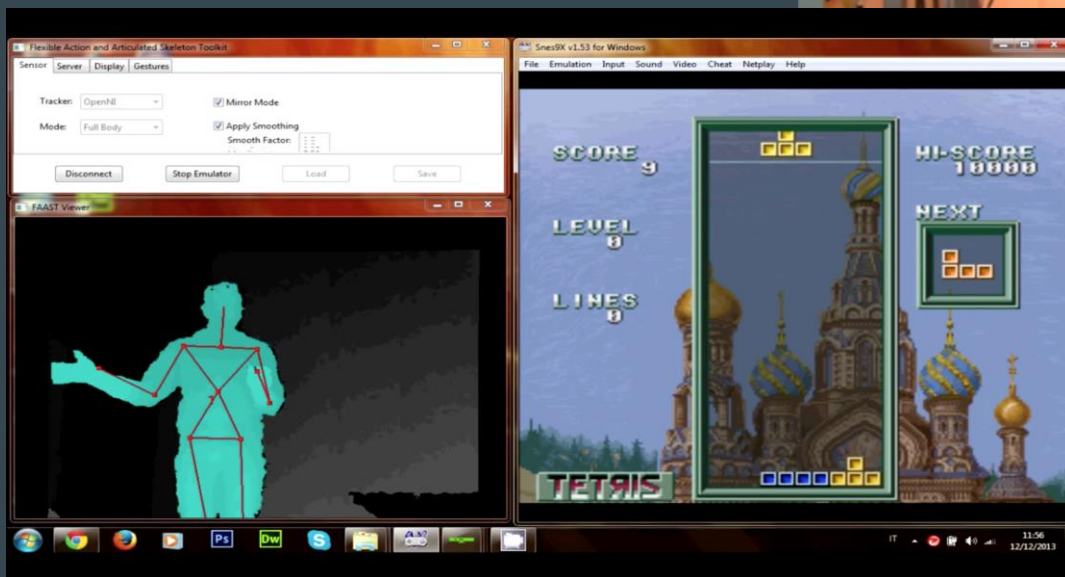 Flexible Action and Articulated Skeleton Toolkit
Sensor Server Display Gestures
Tracker: OpenNI
Mirror Mode
Mode: Full Body
Apply Smoothing
Smooth Factor:
Disconnect Stop Emulator Load Save
FAAST Viewer
Snes9X v1.53 for Windows
File Emulation Input Sound Video Cheat Netplay Help
SCORE
9
LEVEL
0
LINES
0
HI-SCORE
10000
NEXT
TETЯIS
Ps Dw S
IT
11:56
12/12/2013